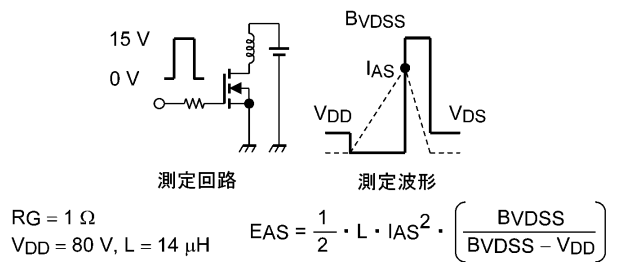 15 V
0 V
測定回路
BVDSS
IAS
VDD
VDS
測定波形
RG = 1 Ω
VDD = 80 V, L = 14 μH
EAS = 1/2 · L · IAS² · (BVDSS / (BVDSS − VDD))